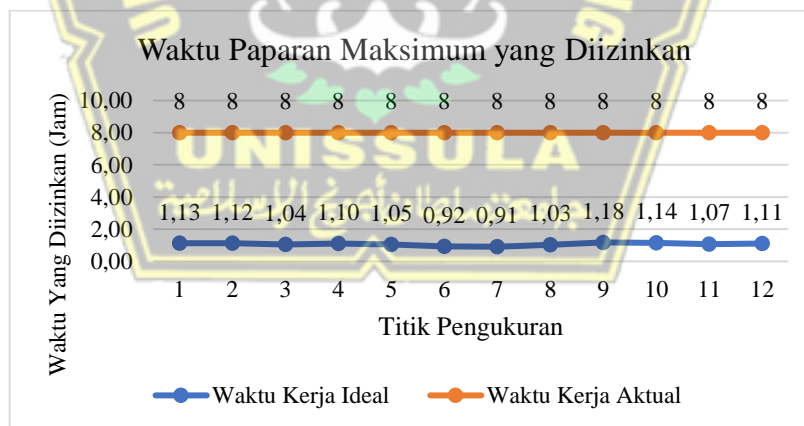 Waktu Paparan Maksimum yang Diizinkan
Waktu Yang Diizinkan (Jam)
10,00
8,00
6,00
4,00
2,00
0,00
8 8 8 8 8 8 8 8 8 8 8 8
1,13 1,12 1,04 1,10 1,05 0,92 0,91 1,03 1,18 1,14 1,07 1,11
1 2 3 4 5 6 7 8 9 10 11 12
Titik Pengukuran
Waktu Kerja Ideal Waktu Kerja Aktual
UNISSULA